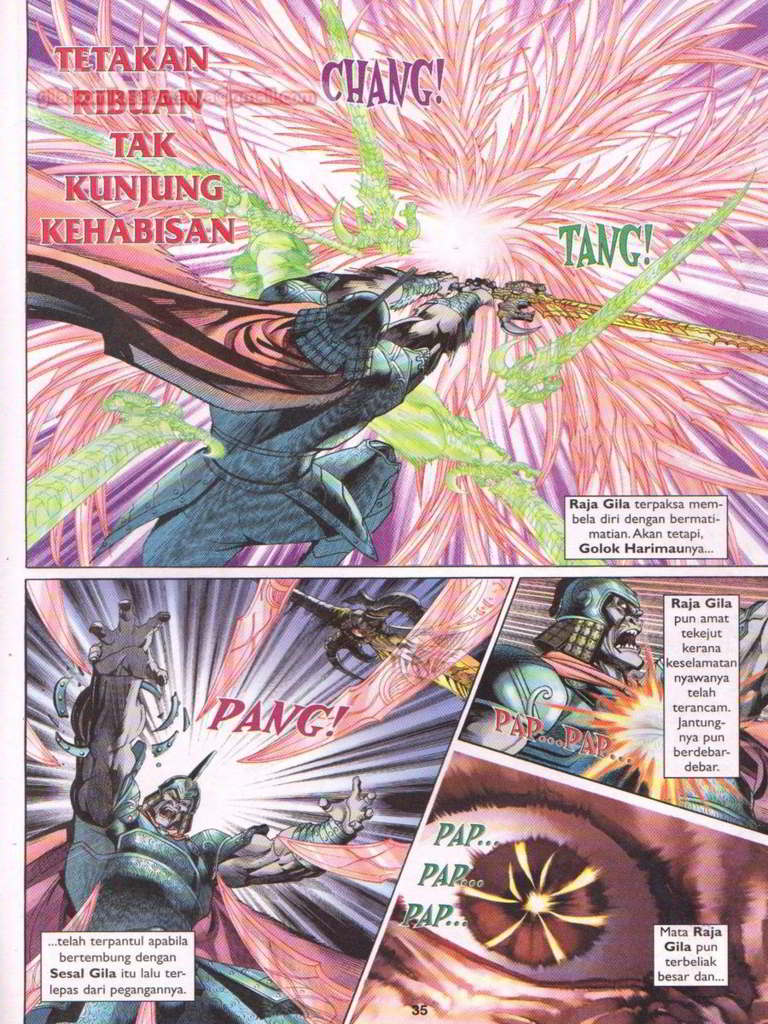 TETAKAN
RIBUAN
TAK
KUNJUNG
KEHABISAN
CHANG!
TANG!
Raja Gila terpaksa mem-
bela diri dengan bermati-
matian. Akan tetapi,
Golok Harimaunya...
PANG!
...telah terpantul apabila
bertembung dengan
Sesal Gila itu lalu ter-
lepas dari pegangannya.
Raja Gila
pun amat
tekejut
kerana
keselamatan
nyawanya
telah
terancam.
Jantung-
nya pun
berdebar-
debar.
PAP...PAP...
PAP...
PAP...
PAP...
Mata Raja
Gila pun
terbeliak
besar dan...
35